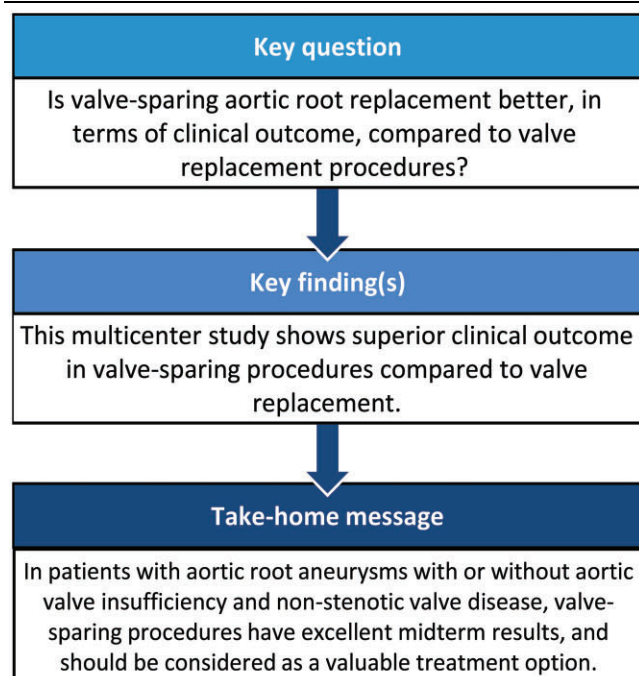 Key question
Is valve-sparing aortic root replacement better, in
terms of clinical outcome, compared to valve
replacement procedures?
Key finding(s)
This multicenter study shows superior clinical outcome
in valve-sparing procedures compared to valve
replacement.
Take-home message
In patients with aortic root aneurysms with or without aortic
valve insufficiency and non-stenotic valve disease, valve-
sparing procedures have excellent midterm results, and
should be considered as a valuable treatment option.